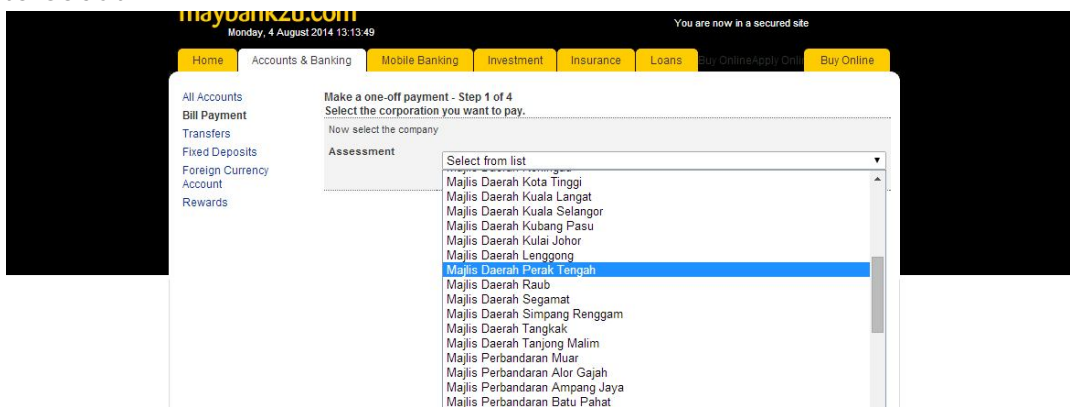 maybank2u.com
Monday, 4 August 2014 13:13:49
You are now in a secured site
Home
Accounts & Banking
Mobile Banking
Investment
Insurance
Loans
Buy OnlineApply Onli
Buy Online
All Accounts
Bill Payment
Transfers
Fixed Deposits
Foreign Currency
Account
Rewards
Make a one-off payment - Step 1 of 4
Select the corporation you want to pay.
Now select the company
Assessment
Select from list
Majlis Daerah Kota Tinggi
Majlis Daerah Kuala Langat
Majlis Daerah Kuala Selangor
Majlis Daerah Kubang Pasu
Majlis Daerah Kulai Johor
Majlis Daerah Lenggong
Majlis Daerah Perak Tengah
Majlis Daerah Raub
Majlis Daerah Segamat
Majlis Daerah Simpang Renggam
Majlis Daerah Tangkak
Majlis Daerah Tanjong Malim
Majlis Perbandaran Muar
Majlis Perbandaran Alor Gajah
Majlis Perbandaran Ampang Jaya
Majlis Perbandaran Batu Pahat